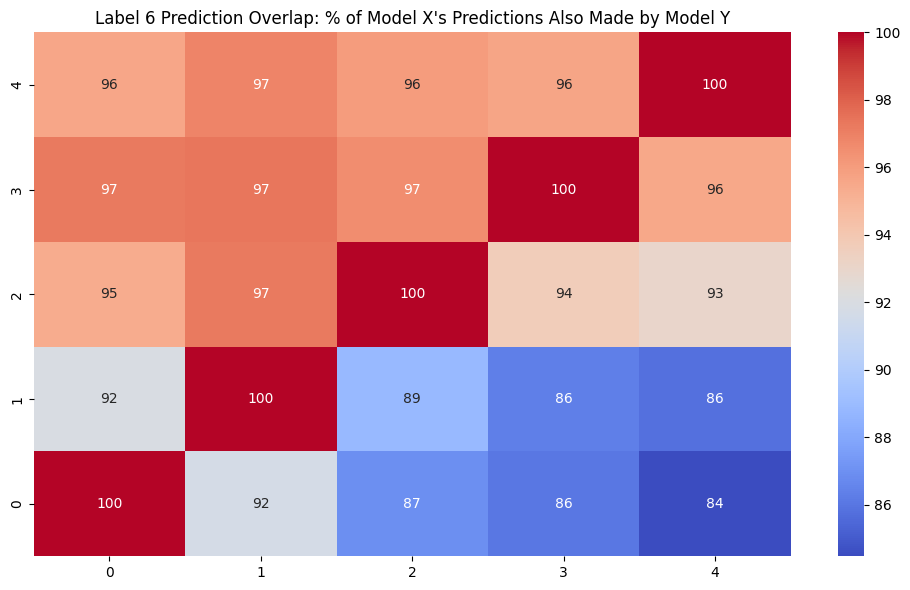 Label 6 Prediction Overlap: % of Model X's Predictions Also Made by Model Y
4 96 97 96 96 100
3 97 97 97 100 96
2 95 97 100 94 93
1 92 100 89 86 86
0 100 92 87 86 84
0 1 2 3 4
100
98
96
94
92
90
88
86